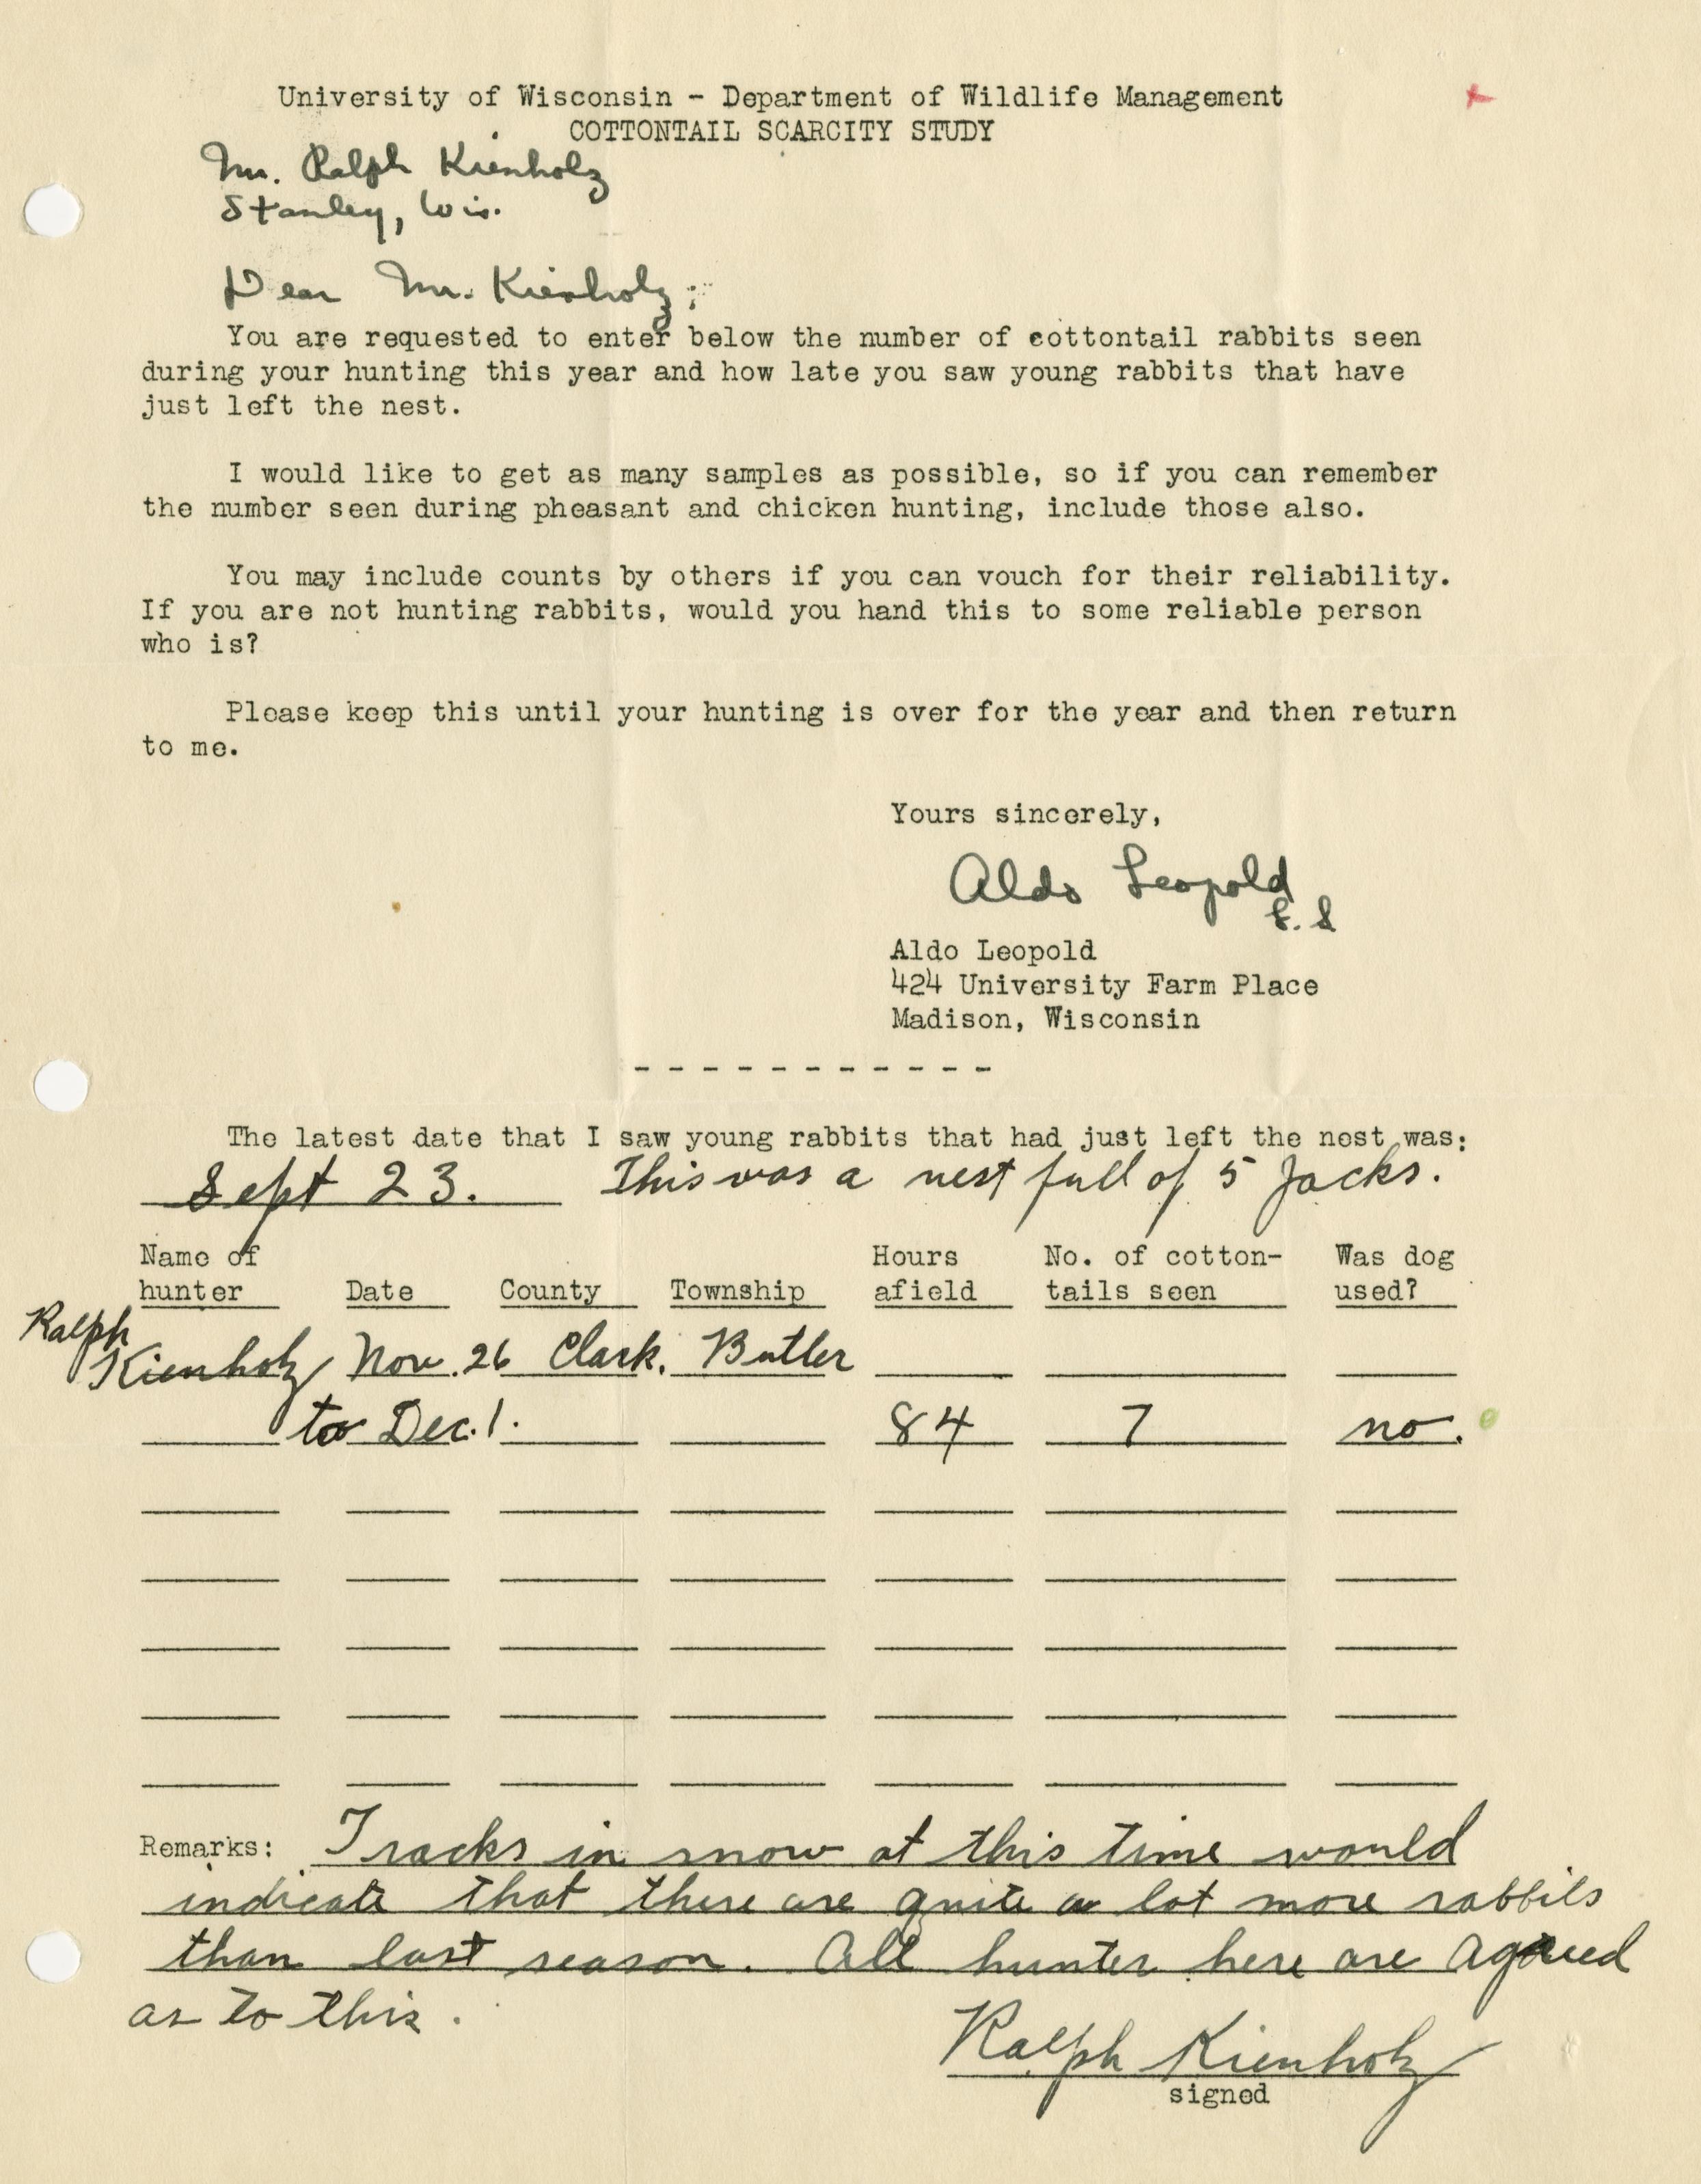 University of Wisconsin - Department of Wildlife Management
COTTONTAIL SCARCITY STUDY
Mr. Ralph Kienholz
Stanley, Wis.
Dear Mr. Kienholz:
You are requested to enter below the number of cottontail rabbits seen
during your hunting this year and how late you saw young rabbits that have
just left the nest.
I would like to get as many samples as possible, so if you can remember
the number seen during pheasant and chicken hunting, include those also.
You may include counts by others if you can vouch for their reliability.
If you are not hunting rabbits, would you hand this to some reliable person
who is?
Please keep this until your hunting is over for the year and then return
to me.
Yours sincerely,
Aldo Leopold
E. S
Aldo Leopold
424 University Farm Place
Madison, Wisconsin
- - - - - - - - - - -
The latest date that I saw young rabbits that had just left the nest was:
Sept 23. This was a nest full of 5 Jacks.
Name of Hours No. of cotton- Was dog
hunter Date County Township afield tails seen used?
Ralph
Kienholz Nov. 26 Clark. Butler
to Dec. 1. 84 7 no.
Remarks: Tracks in snow at this time would
indicate that there are quite a lot more rabbits
than last season. All hunter here are agreed
as to this.
Ralph Kienholz
signed